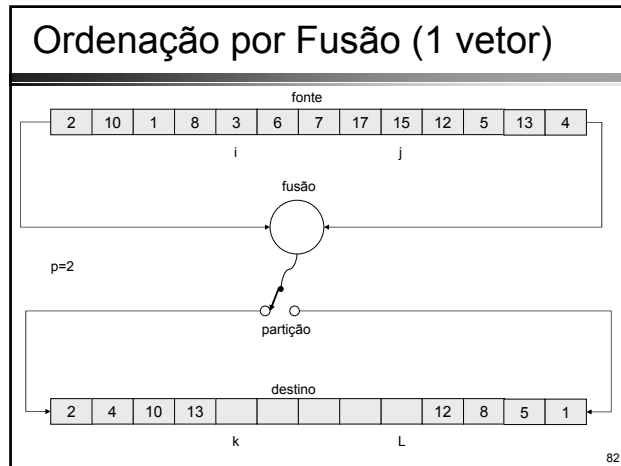 Ordenação por Fusão (1 vetor)
fonte
2 10 1 8 3 6 7 17 15 12 5 13 4
i j
fusão
p=2
partição
destino
2 4 10 13 12 8 5 1
k L
82